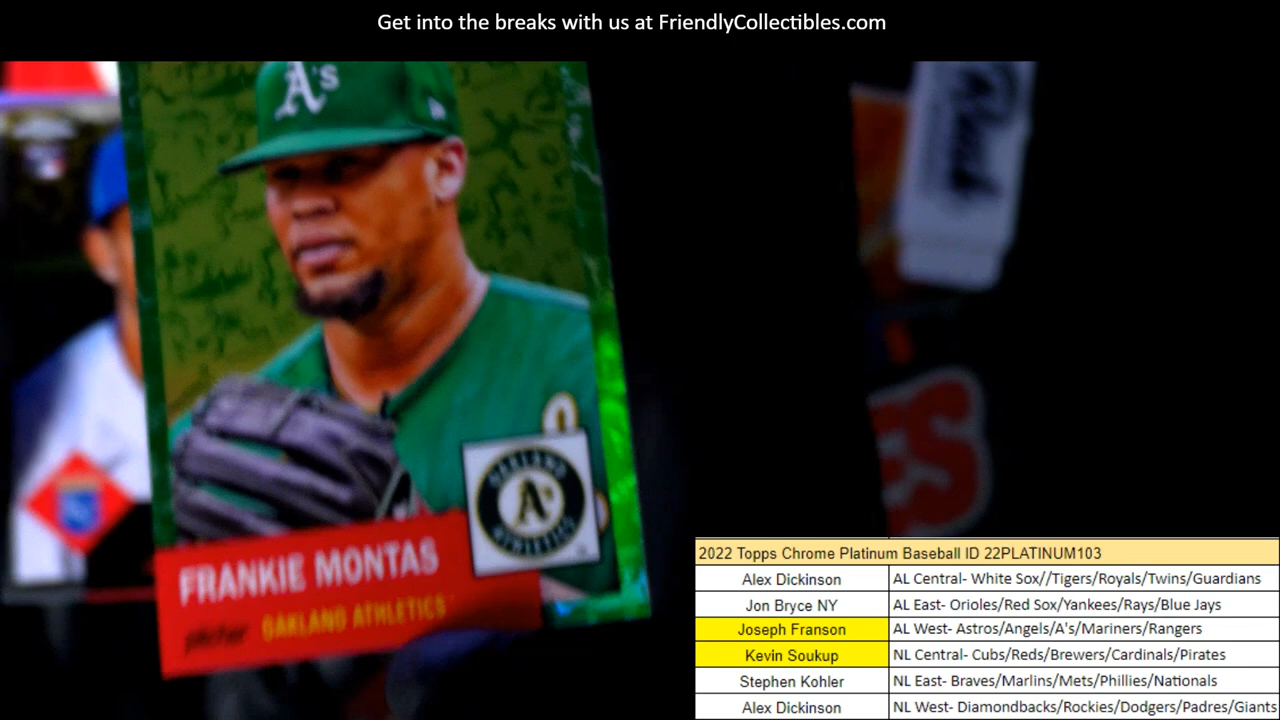 Get into the breaks with us at FriendlyCollectibles.com
A's
OAKLAND
A's
ATHLETICS
FRANKIE MONTAS
pitcher OAKLAND ATHLETICS
2022 Topps Chrome Platinum Baseball ID 22PLATINUM103
Alex Dickinson AL Central- White Sox//Tigers/Royals/Twins/Guardians
Jon Bryce NY AL East- Orioles/Red Sox/Yankees/Rays/Blue Jays
Joseph Franson AL West- Astros/Angels/A's/Mariners/Rangers
Kevin Soukup NL Central- Cubs/Reds/Brewers/Cardinals/Pirates
Stephen Kohler NL East- Braves/Marlins/Mets/Phillies/Nationals
Alex Dickinson NL West- Diamondbacks/Rockies/Dodgers/Padres/Giants